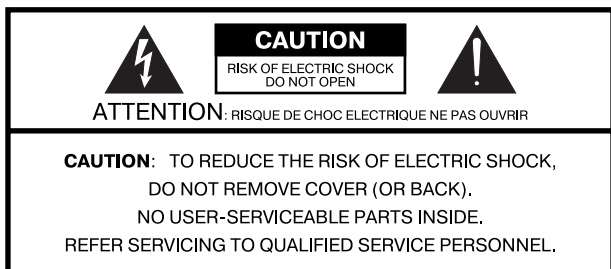 CAUTION
RISK OF ELECTRIC SHOCK
DO NOT OPEN
ATTENTION: RISQUE DE CHOC ELECTRIQUE NE PAS OUVRIR
CAUTION: TO REDUCE THE RISK OF ELECTRIC SHOCK,
DO NOT REMOVE COVER (OR BACK).
NO USER-SERVICEABLE PARTS INSIDE.
REFER SERVICING TO QUALIFIED SERVICE PERSONNEL.